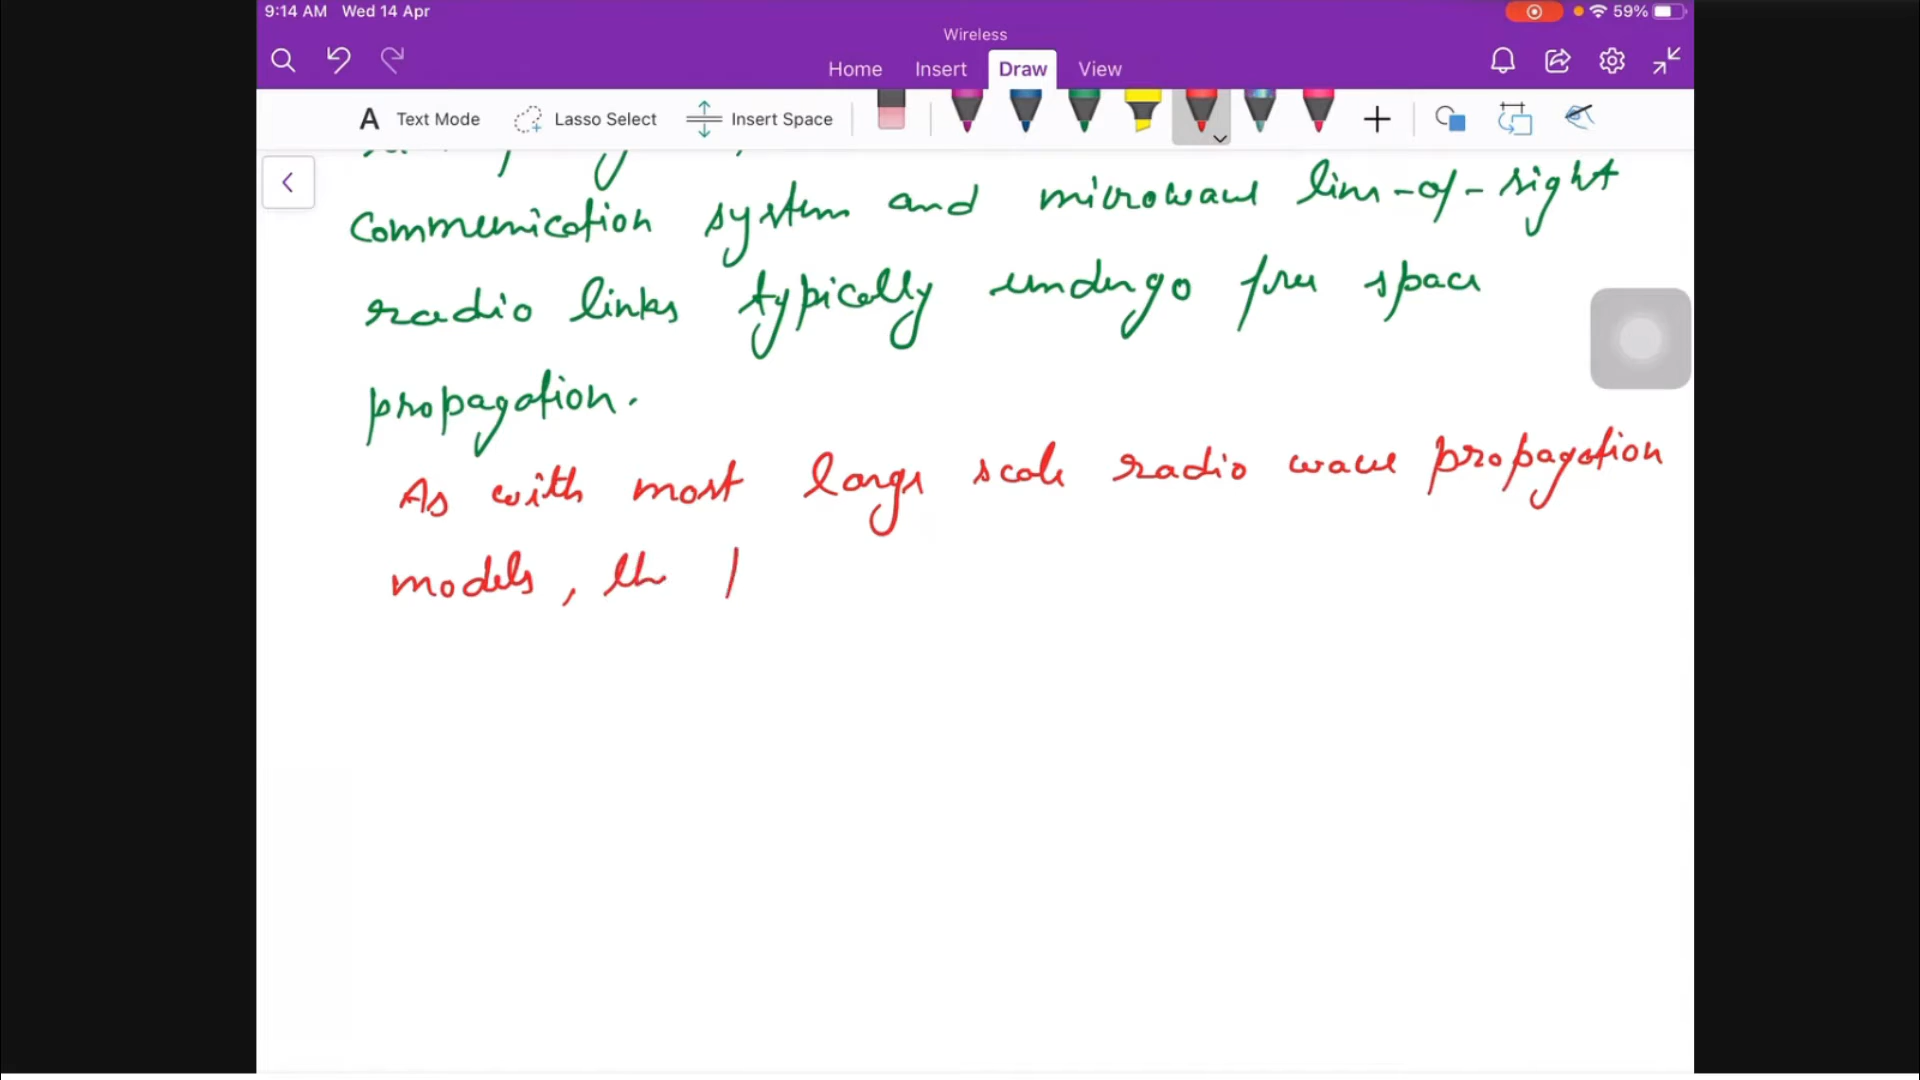 9:14 AM Wed 14 Apr
59%
Wireless
Home Insert Draw View
A Text Mode Lasso Select Insert Space
communication system and microwave line-of-sight
radio links typically undergo free space
propagation.
As with most large scale radio wave propagation
models, the